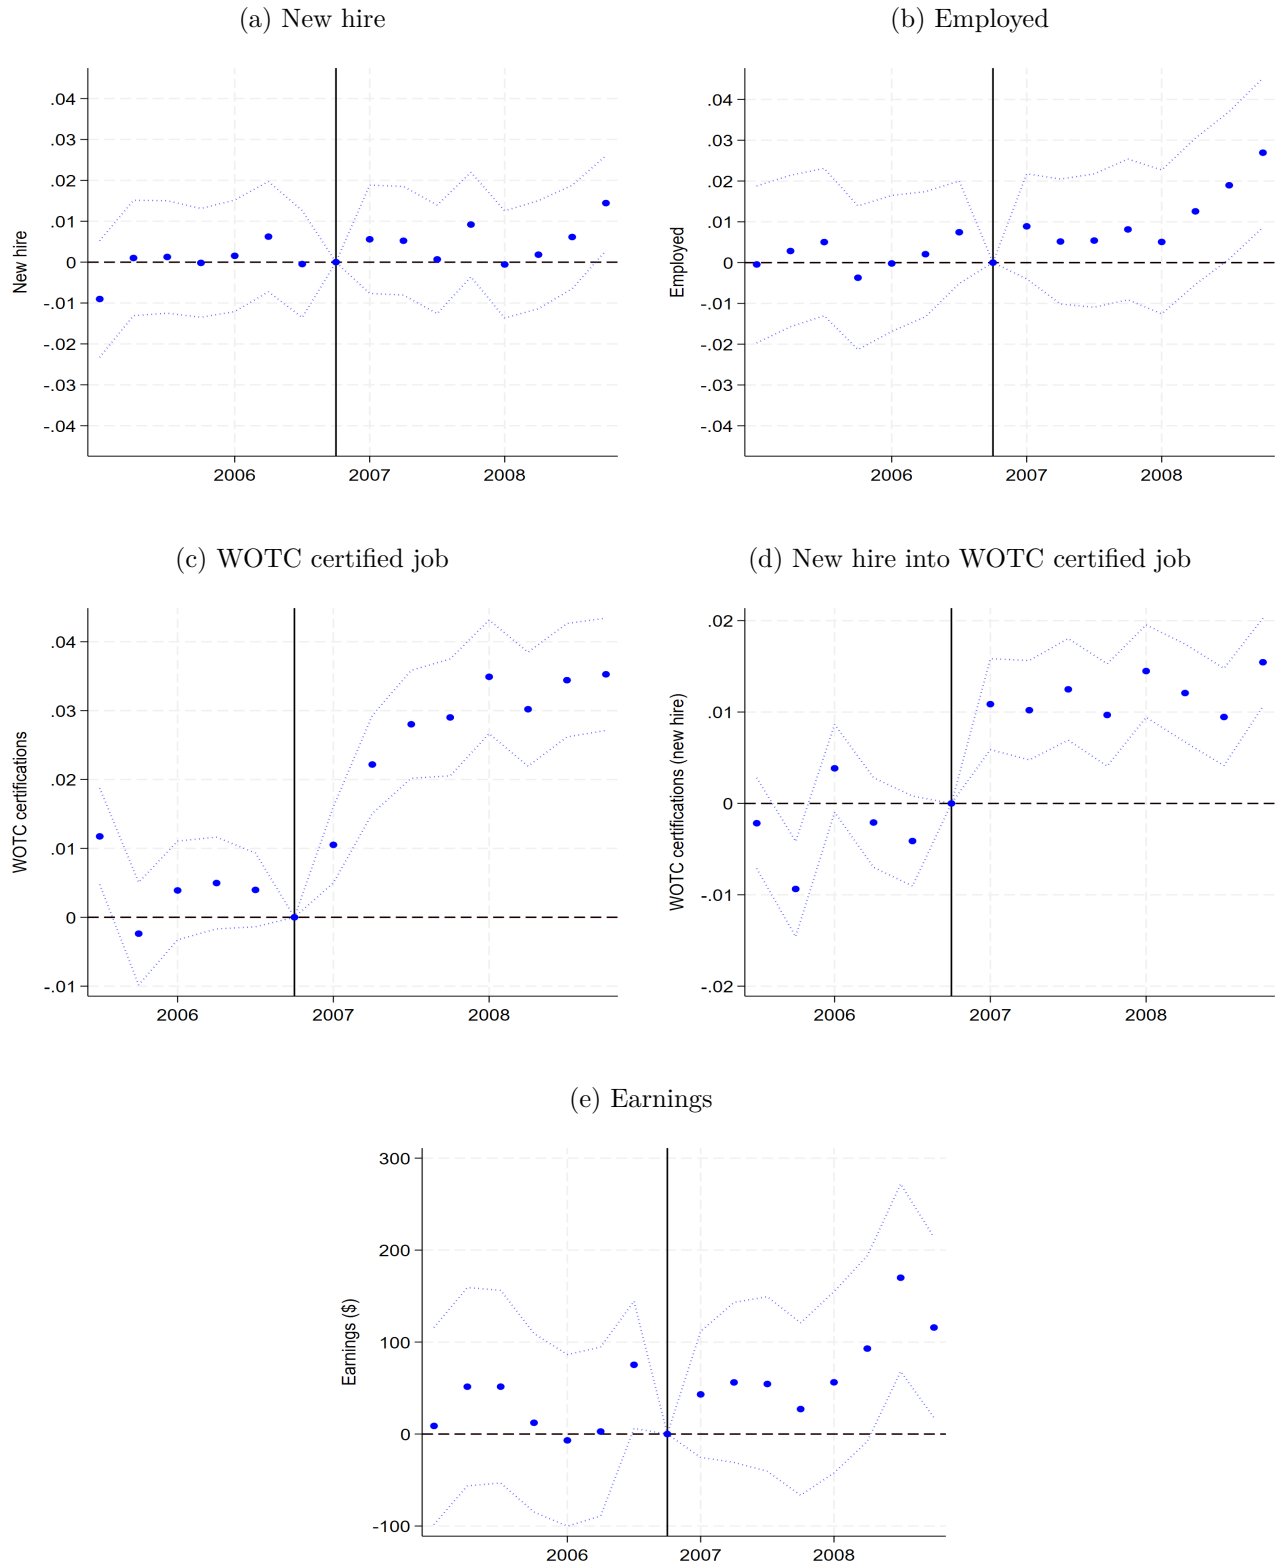 (a) New hire
New hire
.04
.03
.02
.01
0
-.01
-.02
-.03
-.04
2006 2007 2008
(b) Employed
Employed
.04
.03
.02
.01
0
-.01
-.02
-.03
-.04
2006 2007 2008
(c) WOTC certified job
WOTC certifications
.04
.03
.02
.01
0
-.01
2006 2007 2008
(d) New hire into WOTC certified job
WOTC certifications (new hire)
.02
.01
0
-.01
-.02
2006 2007 2008
(e) Earnings
Earnings ($)
300
200
100
0
-100
2006 2007 2008